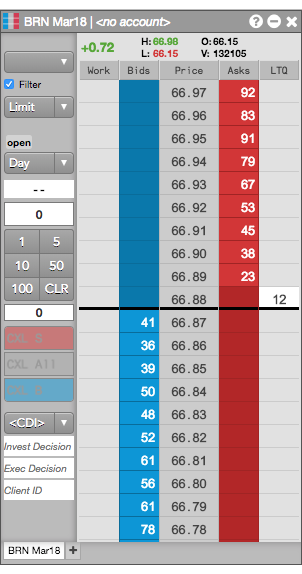 BRN Mar18 | <no account>
+0.72 H: 66.98 O: 66.15
L: 66.15 V: 132105
Work Bids Price Asks LTQ
Filter
Limit
open
Day
--
0
1 5
10 50
100 CLR
0
CXL S
CXL All
<CDI>
Invest Decision
Exec Decision
Client ID
66.97 92
66.96 83
66.95 91
66.94 79
66.93 67
66.92 53
66.91 45
66.90 38
66.89 23
66.88 12
41 66.87
36 66.86
39 66.85
50 66.84
48 66.83
52 66.82
61 66.81
56 66.80
61 66.79
78 66.78
BRN Mar18 +